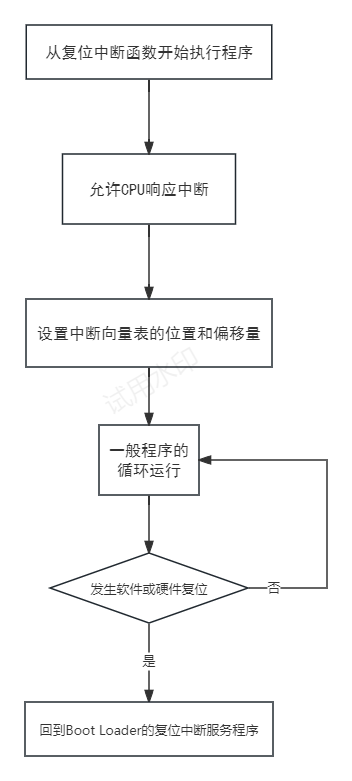 从复位中断函数开始执行程序
允许CPU响应中断
设置中断向量表的位置和偏移量
试用水印
一般程序的
循环运行
发生软件或硬件复位
否
是
回到Boot Loader的复位中断服务程序